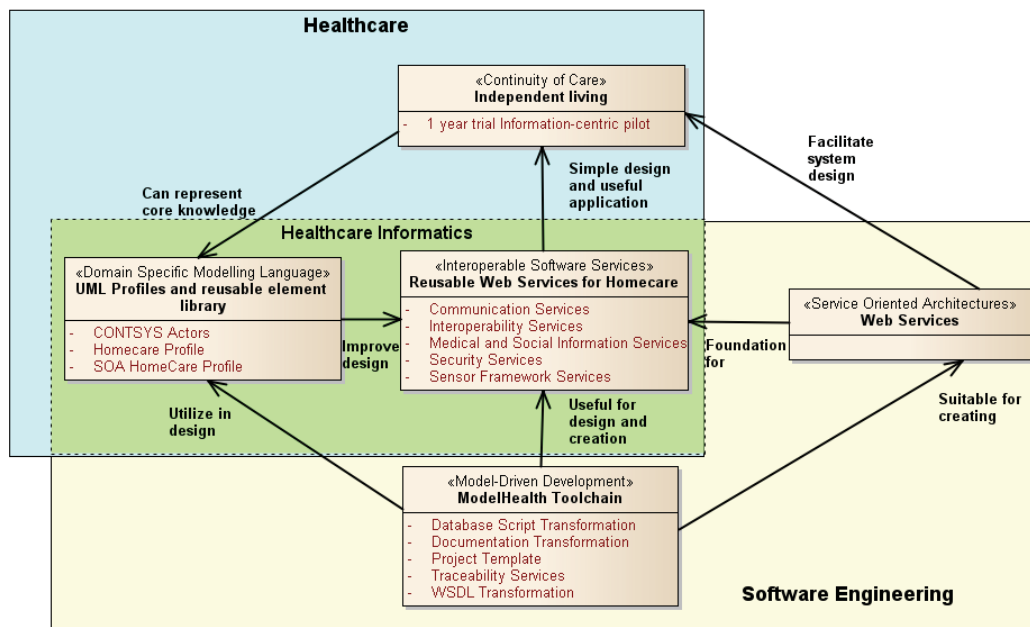 Healthcare
«Continuity of Care»
Independent living
- 1 year trial Information-centric pilot
Facilitate
system
design
Simple design
and useful
application
Can represent
core knowledge
Healthcare Informatics
«Domain Specific Modelling Language»
UML Profiles and reusable element
library
- CONTSYS Actors
- Homecare Profile
- SOA HomeCare Profile
«Interoperable Software Services»
Reusable Web Services for Homecare
- Communication Services
- Interoperability Services
- Medical and Social Information Services
- Security Services
- Sensor Framework Services
«Service Oriented Architectures»
Web Services
Improve
design
Foundation
for
Utilize in
design
Useful for
design and
creation
Suitable for
creating
«Model-Driven Development»
ModelHealth Toolchain
- Database Script Transformation
- Documentation Transformation
- Project Template
- Traceability Services
- WSDL Transformation
Software Engineering